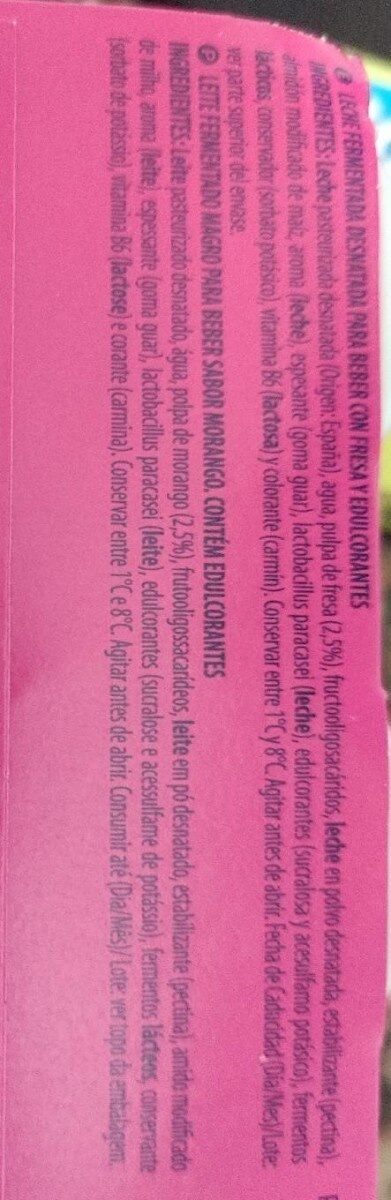 E LECHE FERMENTADA DESNATADA PARA BEBER CON FRESA Y EDULCORANTES
INGREDIENTES: Leche pasteurizada desnatada (Origen: España), agua, pulpa de fresa (2,5%), fructooligosacáridos, leche en polvo desnatada, estabilizante (pectina),
almidón modificado de maíz, aroma (leche), espesante (goma guar), lactobacillus paracasei (leche), edulcorantes (sucralosa y acesulfamo potásico), fermentos
lácticos, conservador (sorbato potásico), vitamina B6 (lactosa) y colorante (carmín). Conservar entre 1°C y 8°C. Agitar antes de abrir. Fecha de Caducidad (Día/Mes)/Lote:
ver parte superior del envase.
P LEITE FERMENTADO MAGRO PARA BEBER SABOR MORANGO. CONTÉM EDULCORANTES
INGREDIENTES: Leite pasteurizado desnatado, água, polpa de morango (2,5%), frutooligossacarídeos, leite em pó desnatado, estabilizante (pectina), amido modificado
de milho, aroma (leite), espessante (goma guar), lactobacillus paracasei (leite), edulcorantes (sucralose e acessulfame de potássio), fermentos lácteos, conservante
(sorbato de potássio), vitamina B6 (lactose) e corante (carmina). Conservar entre 1°C e 8°C. Agitar antes de abrir. Consumir até (Dia/Mês)/ Lote: ver topo da embalagem.